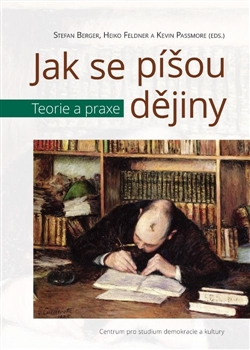 Stefan Berger, Heiko Feldner a Kevin Passmore (eds.)
Jak se píšou
Teorie a praxe
dějiny
Centrum pro studium demokracie a kultury